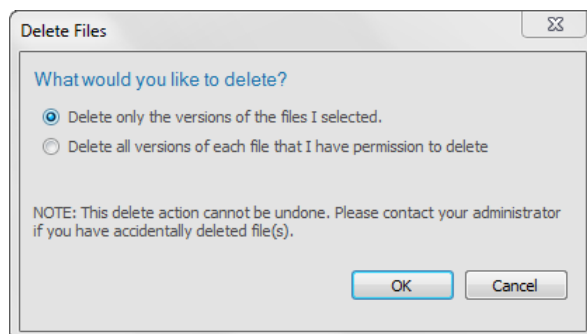 Delete Files
What would you like to delete?
Delete only the versions of the files I selected.
Delete all versions of each file that I have permission to delete
NOTE: This delete action cannot be undone. Please contact your administrator
if you have accidentally deleted file(s).
OK Cancel